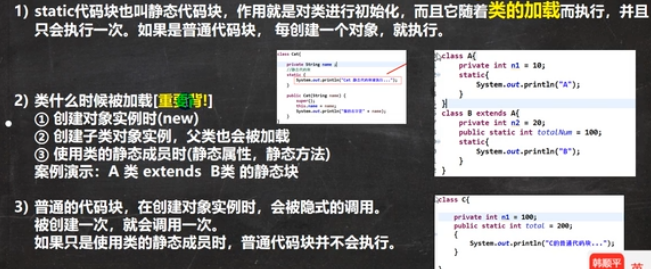 1) static代码块也叫静态代码块，作用就是对类进行初始化，而且它随着类的加载而执行，并且
只会执行一次。如果是普通代码块，每创建一个对象，就执行。
2) 类什么时候被加载[重要背!]
① 创建对象实例时(new)
② 创建子类对象实例，父类也会被加载
③ 使用类的静态成员时(静态属性，静态方法)
案例演示：A 类 extends B类 的静态块
3) 普通的代码块，在创建对象实例时，会被隐式的调用。
被创建一次，就会调用一次。
如果只是使用类的静态成员时，普通代码块并不会执行。
class Cat{
private String name ;
static {
}
public Cat(String name) {
super();
this.name = name;
}
class A{
private int n1 = 10;
static{
System.out.println("A");
}
}
class B extends A{
private int n2 = 20;
public static int totalNum = 100;
static{
System.out.println("B");
}
}
class C{
private int n1 = 100;
public static int total = 200;
{
System.out.println("C的普通代码块...");
}
韩顺平
英